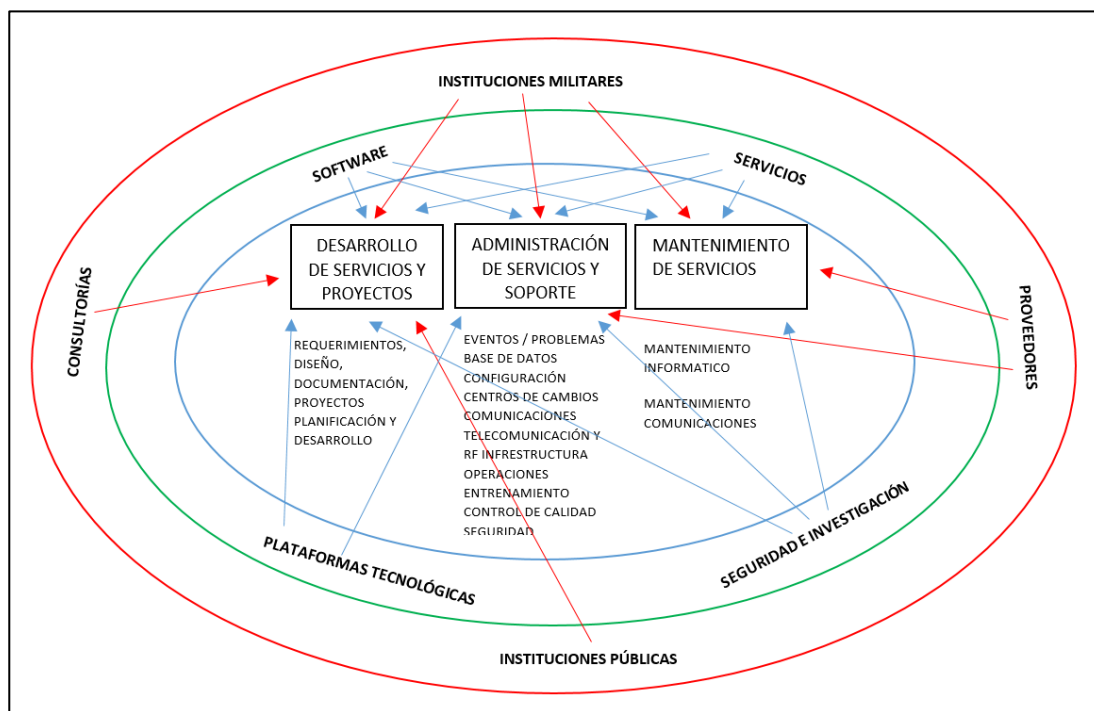 INSTITUCIONES MILITARES
SOFTWARE
SERVICIOS
CONSULTORÍAS
PROVEEDORES
DESARROLLO
DE SERVICIOS Y
PROYECTOS
ADMINISTRACIÓN
DE SERVICIOS Y
SOPORTE
MANTENIMIENTO
DE SERVICIOS
REQUERIMIENTOS,
DISEÑO,
DOCUMENTACIÓN,
PROYECTOS
PLANIFICACIÓN Y
DESARROLLO
EVENTOS / PROBLEMAS
BASE DE DATOS
CONFIGURACIÓN
CENTROS DE CAMBIOS
COMUNICACIONES
TELECOMUNICACIÓN Y
RF INFRESTRUCTURA
OPERACIONES
ENTRENAMIENTO
CONTROL DE CALIDAD
SEGURIDAD
MANTENIMIENTO
INFORMATICO
MANTENIMIENTO
COMUNICACIONES
PLATAFORMAS TECNOLÓGICAS
SEGURIDAD E INVESTIGACIÓN
INSTITUCIONES PÚBLICAS